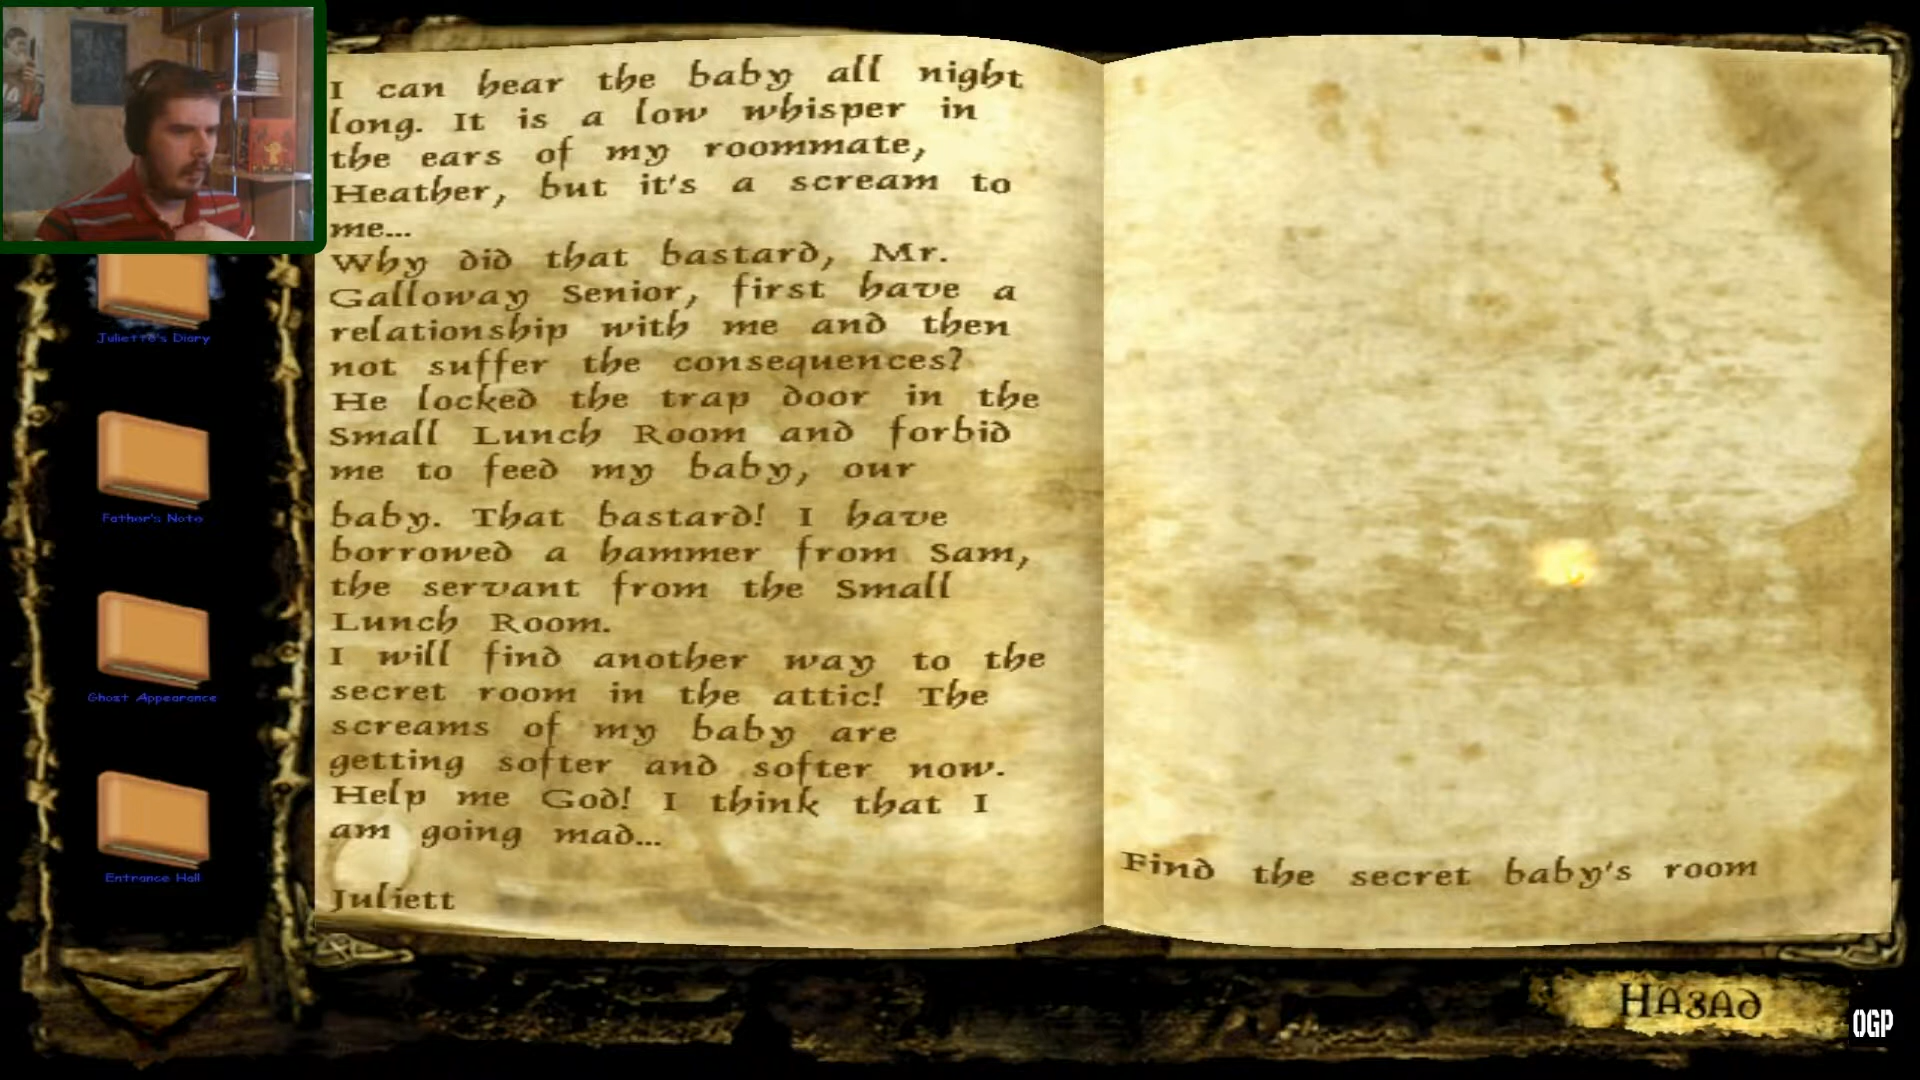 I can hear the baby all night
long. It is a low whisper in
the ears of my roommate,
Heather, but it's a scream to
me...
Why did that bastard, Mr.
Galloway Senior, first have a
relationship with me and then
not suffer the consequences?
He locked the trap door in the
Small Lunch Room and forbid
me to feed my baby, our
baby. That bastard! I have
borrowed a hammer from Sam,
the servant from the Small
Lunch Room.
I will find another way to the
secret room in the attic! The
screams of my baby are
getting softer and softer now.
Help me God! I think that I
am going mad...
Juliett
Find the secret baby's room
Juliette's Diary
Father's Note
Ghost Appearance
Entrance Hall
Назад
OGP